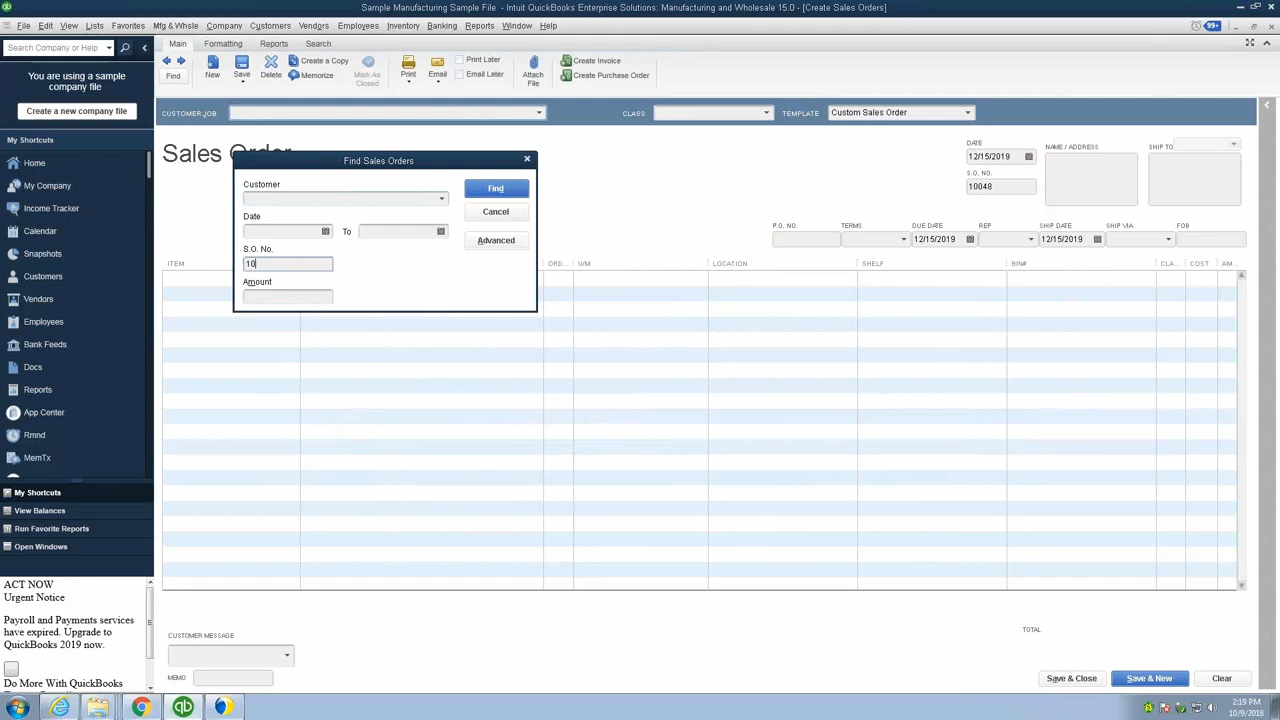 Sample Manufacturing Sample File - Intuit QuickBooks Enterprise Solutions: Manufacturing and Wholesale 15.0 - [Create Sales Orders]
File Edit View Lists Favorites Mfg & Whsle Company Customers Vendors Employees Inventory Banking Reports Window Help
99+
Search Company or Help
Main Formatting Reports Search
Find
New
Save
Delete
Create a Copy
Memorize
Mark As
Closed
Print
Email
Print Later
Email Later
Attach
File
Create Invoice
Create Purchase Order
You are using a sample
company file
Create a new company file
My Shortcuts
Home
My Company
Income Tracker
Calendar
Snapshots
Customers
Vendors
Employees
Bank Feeds
Docs
Reports
App Center
Rmnd
MemTx
My Shortcuts
View Balances
Run Favorite Reports
Open Windows
ACT NOW
Urgent Notice
Payroll and Payments services
have expired. Upgrade to
QuickBooks 2019 now.
Do More With QuickBooks
CUSTOMER:JOB
CLASS
TEMPLATE Custom Sales Order
Sales Order
Find Sales Orders
Customer
Find
Cancel
Advanced
Date
To
S.O. No.
10
Amount
DATE
12/15/2019
S.O. NO.
10048
NAME / ADDRESS
SHIP TO
P.O. NO. TERMS DUE DATE REP SHIP DATE SHIP VIA FOB
12/15/2019 12/15/2019
ITEM ORD... U/M LOCATION SHELF BIN# CLA... COST AM...
TOTAL
CUSTOMER MESSAGE
MEMO
Save & Close Save & New Clear
2:19 PM
10/9/2018